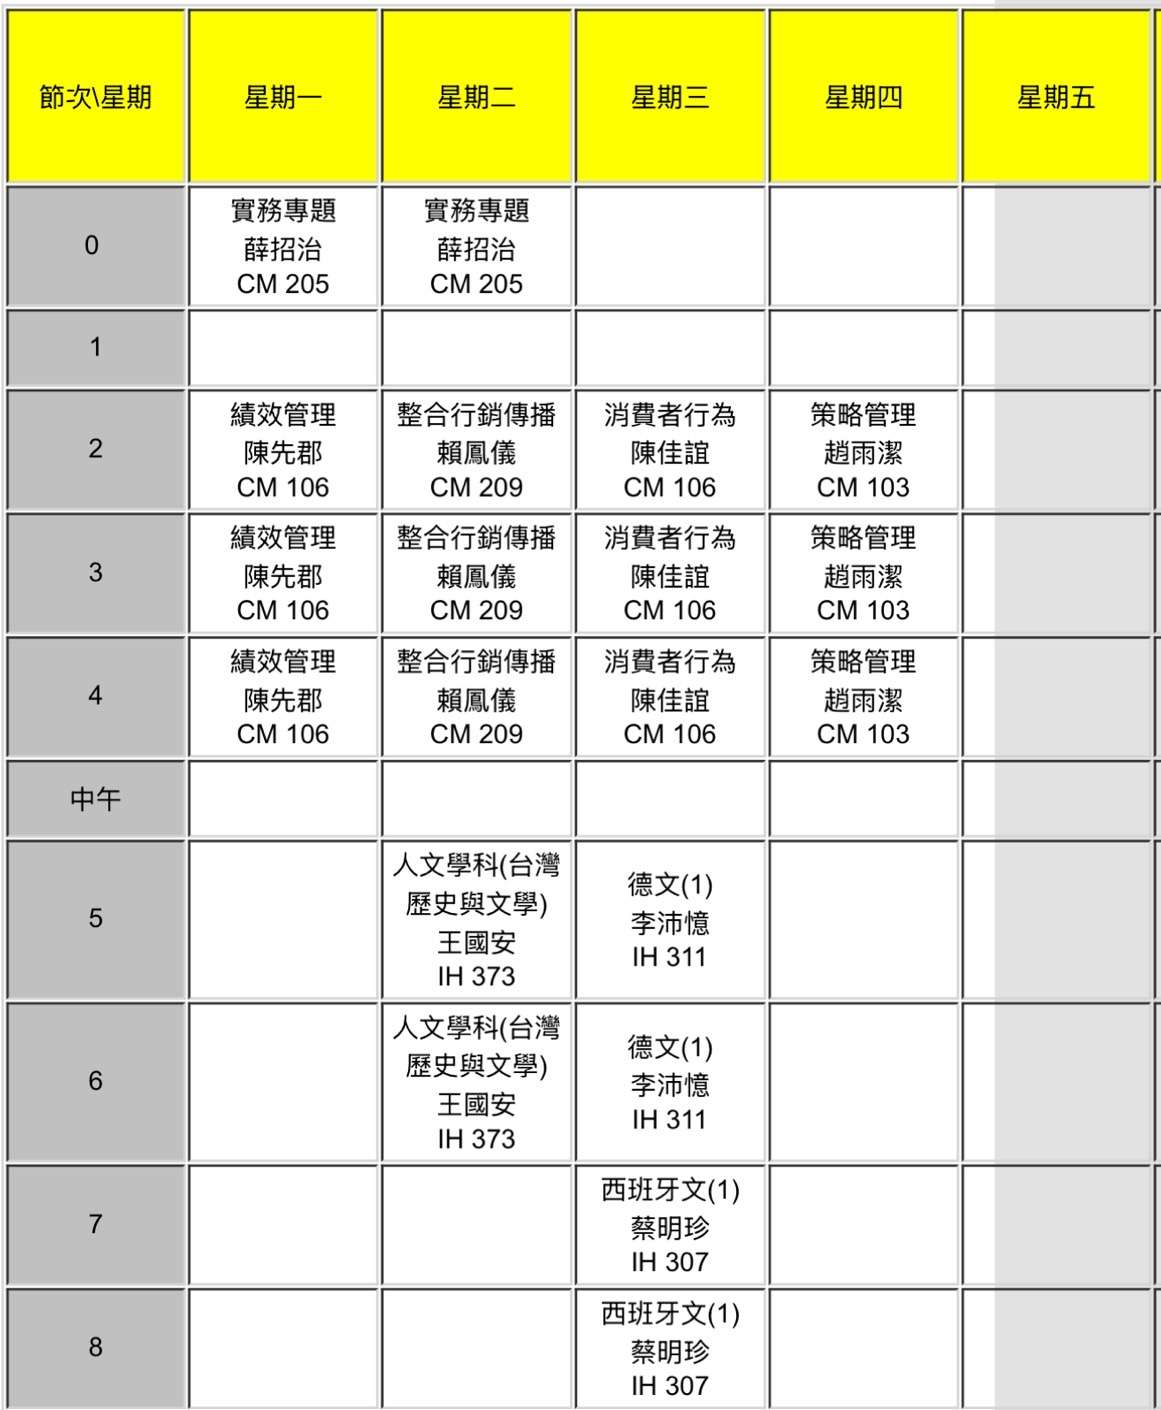 節次\星期 星期一 星期二 星期三 星期四 星期五
0
實務專題
薛招治
CM 205
實務專題
薛招治
CM 205
1
2
績效管理
陳先郡
CM 106
整合行銷傳播
賴鳳儀
CM 209
消費者行為
陳佳誼
CM 106
策略管理
趙雨潔
CM 103
3
績效管理
陳先郡
CM 106
整合行銷傳播
賴鳳儀
CM 209
消費者行為
陳佳誼
CM 106
策略管理
趙雨潔
CM 103
4
績效管理
陳先郡
CM 106
整合行銷傳播
賴鳳儀
CM 209
消費者行為
陳佳誼
CM 106
策略管理
趙雨潔
CM 103
中午
5
人文學科(台灣
歷史與文學)
王國安
IH 373
德文(1)
李沛憶
IH 311
6
人文學科(台灣
歷史與文學)
王國安
IH 373
德文(1)
李沛憶
IH 311
7
西班牙文(1)
蔡明珍
IH 307
8
西班牙文(1)
蔡明珍
IH 307